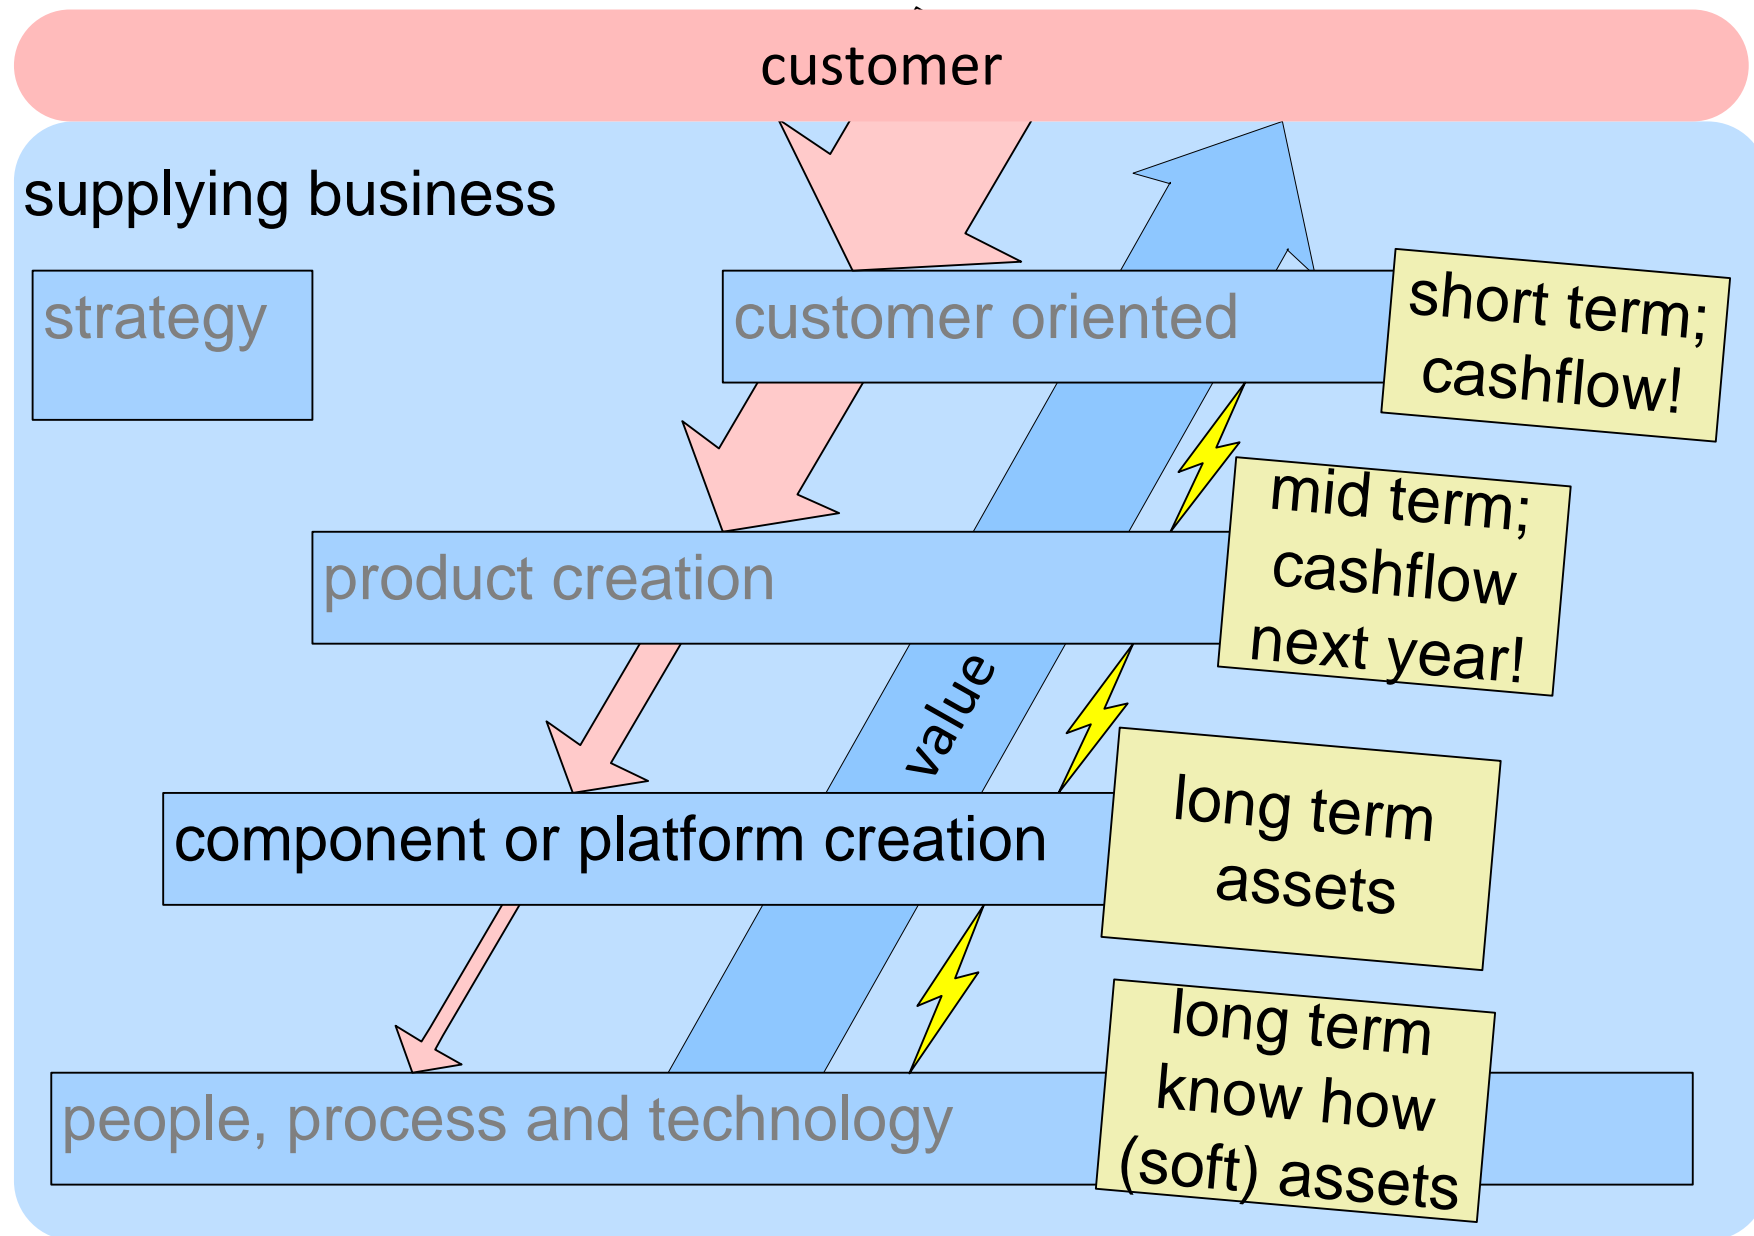 customer
supplying business
strategy
customer oriented
short term;
cashflow!
product creation
mid term;
cashflow
next year!
value
component or platform creation
long term
assets
people, process and technology
long term
know how
(soft) assets